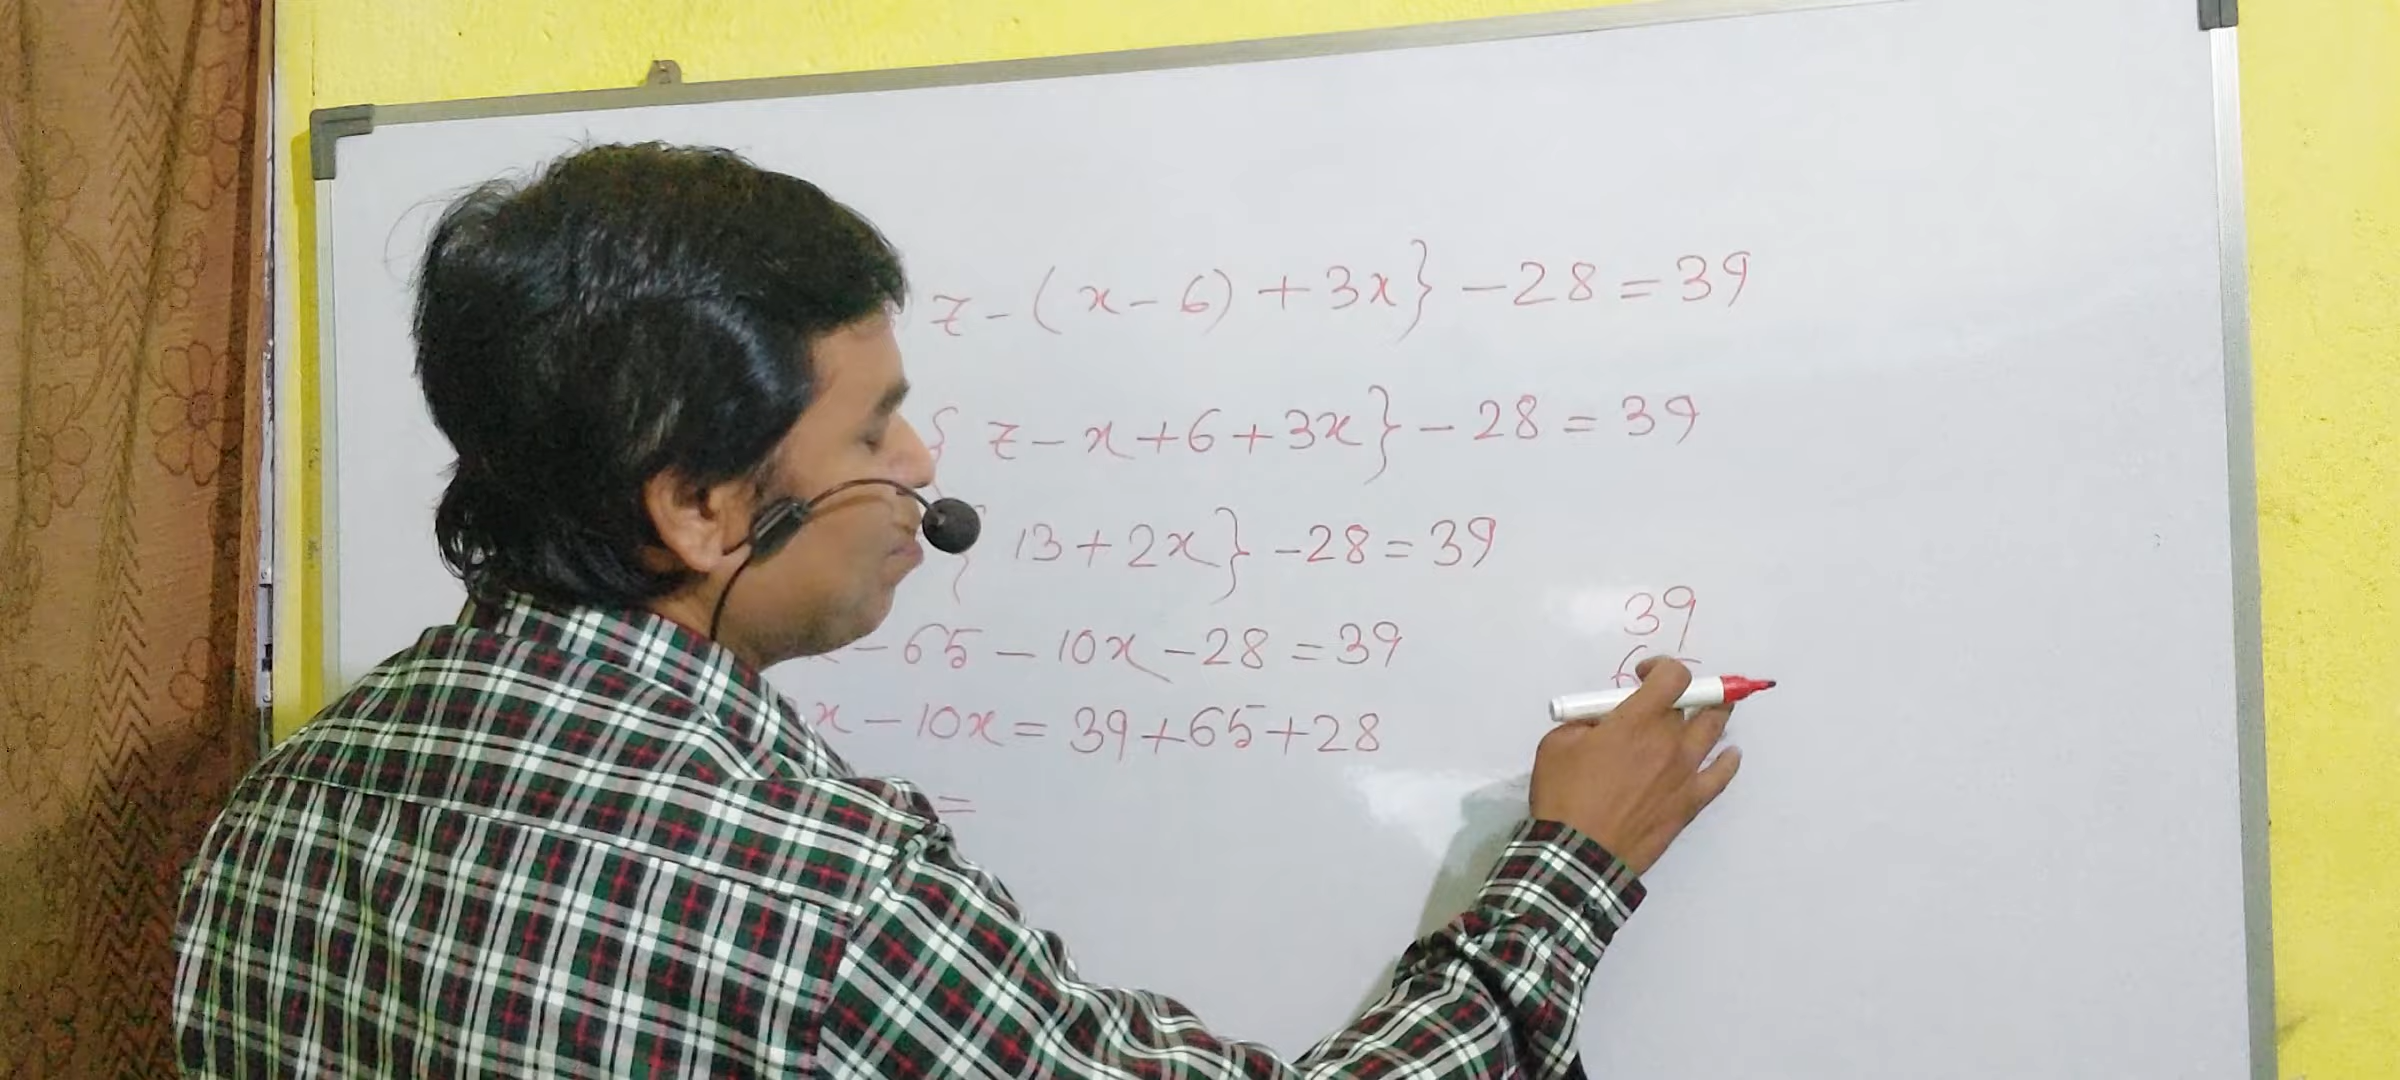 7 - (x - 6) + 3x} - 28 = 39
{ 7 - x + 6 + 3x} - 28 = 39
{ 13 + 2x} - 28 = 39
- 65 - 10x - 28 = 39
x - 10x = 39 + 65 + 28
=
39
6